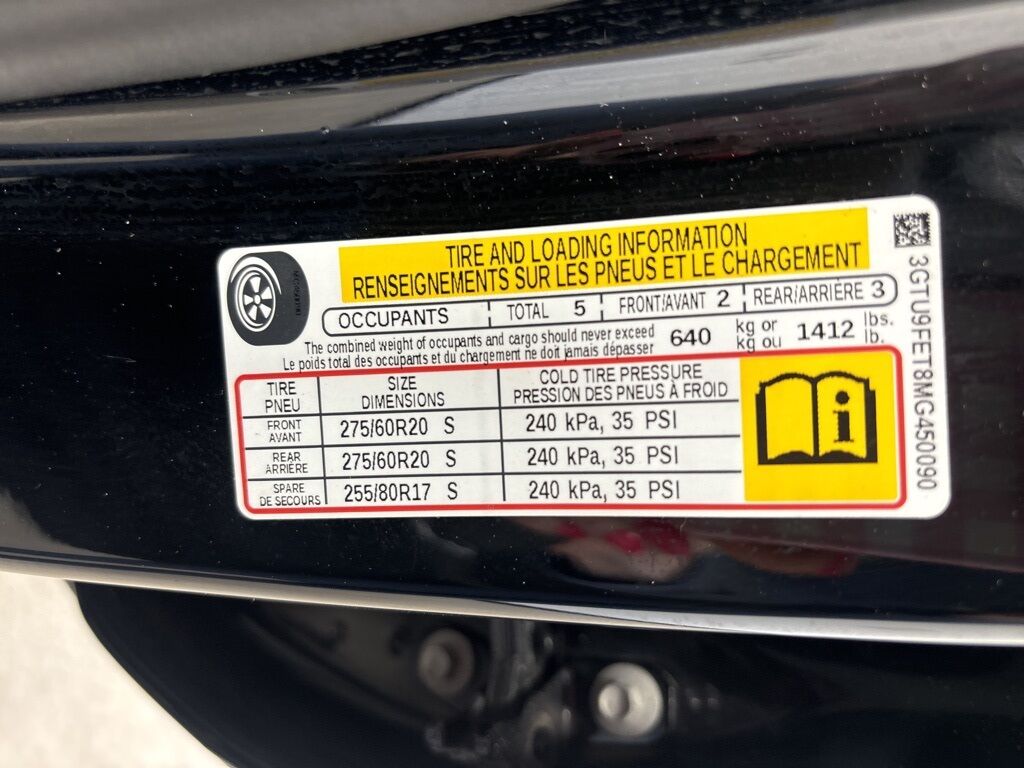 TIRE AND LOADING INFORMATION
RENSEIGNEMENTS SUR LES PNEUS ET LE CHARGEMENT
OCCUPANTS TOTAL 5 FRONT/AVANT 2 REAR/ARRIÈRE 3
The combined weight of occupants and cargo should never exceed
Le poids total des occupants et du chargement ne doit jamais dépasser
640 kg or kg ou 1412 lbs. lb.
TIRE PNEU SIZE DIMENSIONS COLD TIRE PRESSURE PRESSION DES PNEUS À FROID
FRONT AVANT 275/60R20 S 240 kPa, 35 PSI
REAR ARRIÈRE 275/60R20 S 240 kPa, 35 PSI
SPARE DE SECOURS 255/80R17 S 240 kPa, 35 PSI
i
3GTU9FET8MG450090